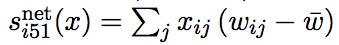 s_{i51}^{net}(x) = ∑_j x_{ij} (w_{ij} − w̄)